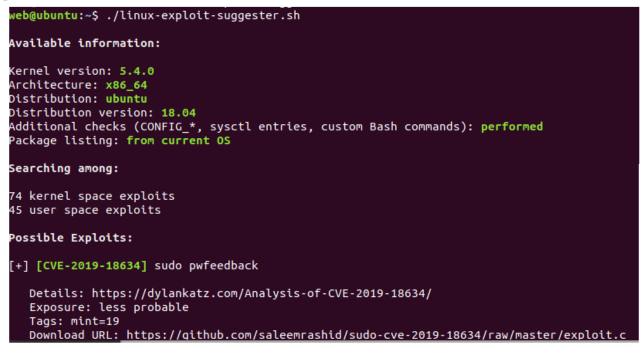 web@ubuntu:~$ ./linux-exploit-suggester.sh
Available information:
Kernel version: 5.4.0
Architecture: x86_64
Distribution: ubuntu
Distribution version: 18.04
Additional checks (CONFIG_*, sysctl entries, custom Bash commands): performed
Package listing: from current OS
Searching among:
74 kernel space exploits
45 user space exploits
Possible Exploits:
[+] [CVE-2019-18634] sudo pwfeedback
Details: https://dylankatz.com/Analysis-of-CVE-2019-18634/
Exposure: less probable
Tags: mint=19
Download URL: https://github.com/saleemrashid/sudo-cve-2019-18634/raw/master/exploit.c